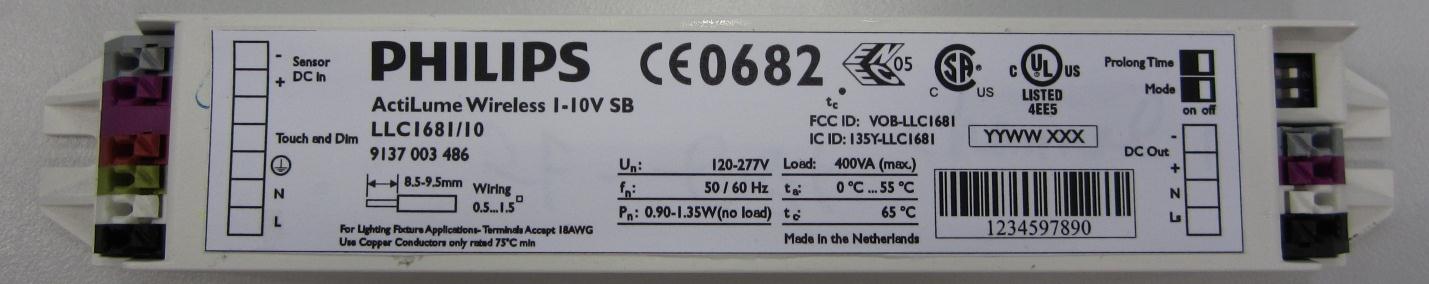 - Sensor
+ DC in
Touch and Dim
N
L
PHILIPS
ActiLume Wireless 1-10V SB
LLC1681/10
9137 003 486
8.5-9.5mm
Wiring
0.5...1.5
For Lighting Fixture Applications- Terminals Accept 18AWG
Use Copper Conductors only rated 75°C min
CE0682
ENEC 05
SA
C US
C UL US
LISTED
4EE5
tc
FCC ID: VOB-LLC1681
IC ID: 135Y-LLC1681
YYWW XXX
Un: 120-277V Load: 400VA (max.)
fn: 50 / 60 Hz ta: 0 °C ... 55 °C
Pn: 0.90-1.35W(no load) tc: 65 °C
Made in the Netherlands
1234597890
Prolong Time
Mode
on off
-
DC Out
+
N
Ls